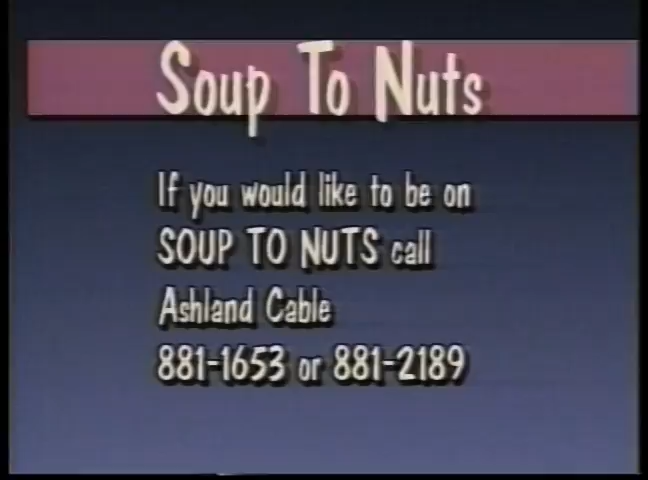 Soup To Nuts
If you would like to be on
SOUP TO NUTS call
Ashland Cable
881-1653 or 881-2189